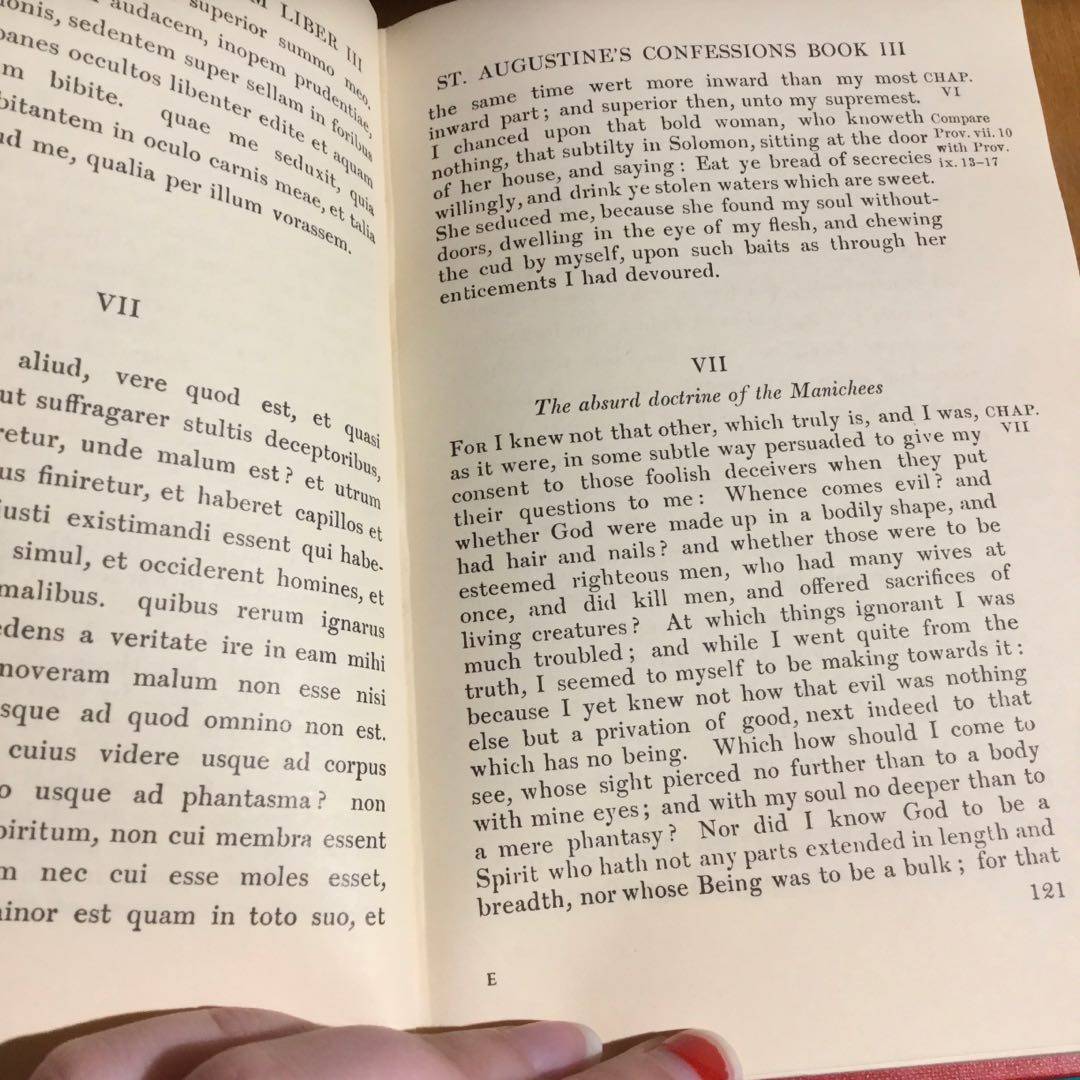 M LIBER III
superior summo meo.
audacem, inopem prudentiae,
onis, sedentem super sellam in foribus
panes occultos libenter edite et aquam
bibite. quae me seduxit, quia
bitantem in oculo carnis meae, et talia
ud me, qualia per illum vorassem.
VII
aliud, vere quod est, et quasi
ut suffragarer stultis deceptoribus,
retur, unde malum est? et utrum
us finiretur, et haberet capillos et
iusti existimandi essent qui habe-
simul, et occiderent homines, et
malibus. quibus rerum ignarus
edens a veritate ire in eam mihi
noveram malum non esse nisi
sque ad quod omnino non est.
cuius videre usque ad corpus
o usque ad phantasma? non
piritum, non cui membra essent
m nec cui esse moles esset,
minor est quam in toto suo, et
ST. AUGUSTINE'S CONFESSIONS BOOK III
the same time wert more inward than my most CHAP.
inward part; and superior then, unto my supremest. VI
I chanced upon that bold woman, who knoweth Compare
nothing, that subtilty in Solomon, sitting at the door Prov. vii. 10
of her house, and saying: Eat ye bread of secrecies with Prov.
willingly, and drink ye stolen waters which are sweet. ix. 13-17
She seduced me, because she found my soul without-
doors, dwelling in the eye of my flesh, and chewing
the cud by myself, upon such baits as through her
enticements I had devoured.
VII
The absurd doctrine of the Manichees
FOR I knew not that other, which truly is, and I was, CHAP.
as it were, in some subtle way persuaded to give my VII
consent to those foolish deceivers when they put
their questions to me: Whence comes evil? and
whether God were made up in a bodily shape, and
had hair and nails? and whether those were to be
esteemed righteous men, who had many wives at
once, and did kill men, and offered sacrifices of
living creatures? At which things ignorant I was
much troubled; and while I went quite from the
truth, I seemed to myself to be making towards it:
because I yet knew not how that evil was nothing
else but a privation of good, next indeed to that
which has no being. Which how should I come to
see, whose sight pierced no further than to a body
with mine eyes; and with my soul no deeper than to
a mere phantasy? Nor did I know God to be a
Spirit who hath not any parts extended in length and
breadth, nor whose Being was to be a bulk; for that
121
E